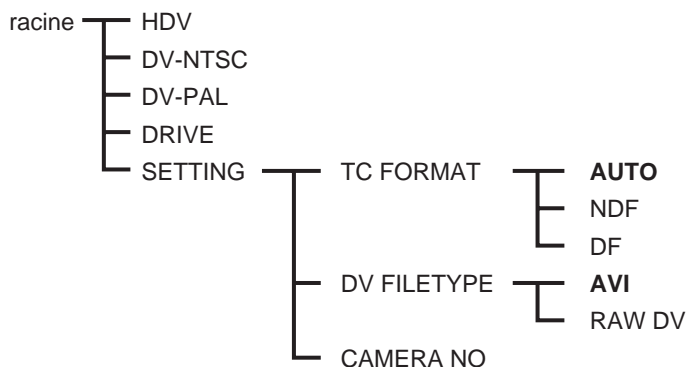 racine HDV
DV-NTSC
DV-PAL
DRIVE
SETTING TC FORMAT AUTO
NDF
DF
DV FILETYPE AVI
RAW DV
CAMERA NO